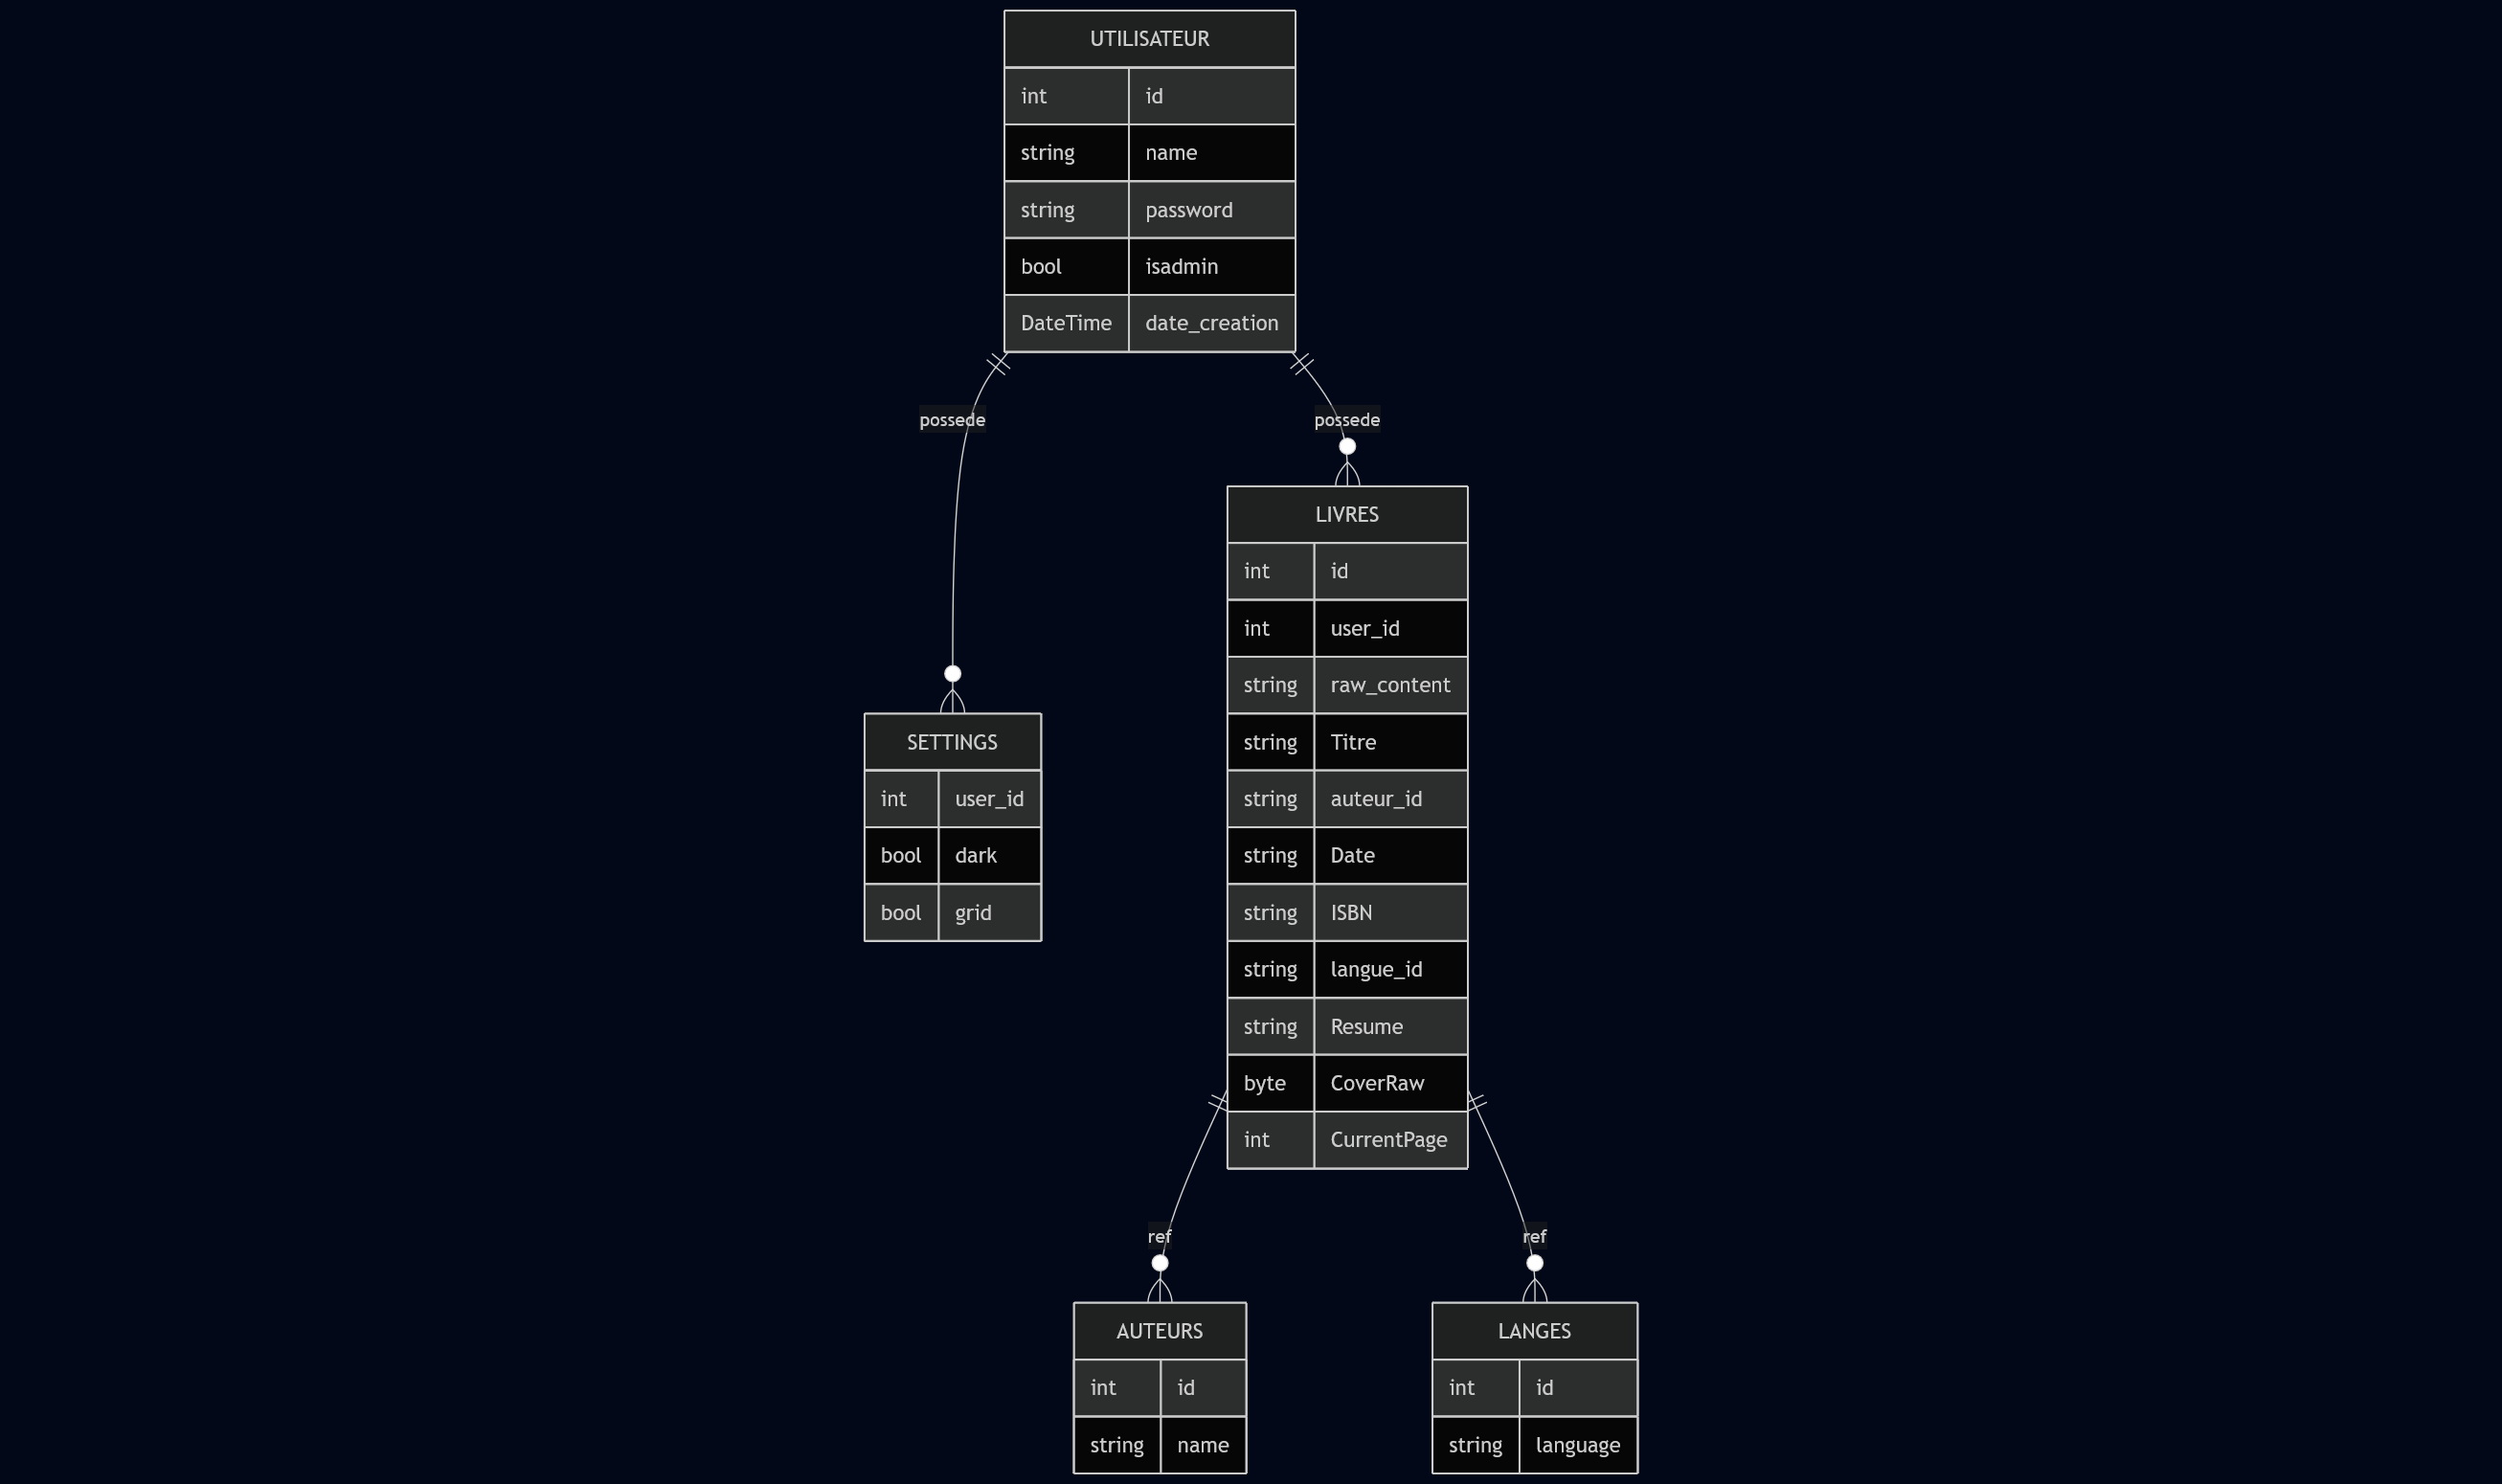 UTILISATEUR
int id
string name
string password
bool isadmin
DateTime date_creation
possede
possede
LIVRES
int id
int user_id
string raw_content
string Titre
string auteur_id
string Date
string ISBN
string langue_id
string Resume
byte CoverRaw
int CurrentPage
SETTINGS
int user_id
bool dark
bool grid
ref
ref
AUTEURS
int id
string name
LANGES
int id
string language